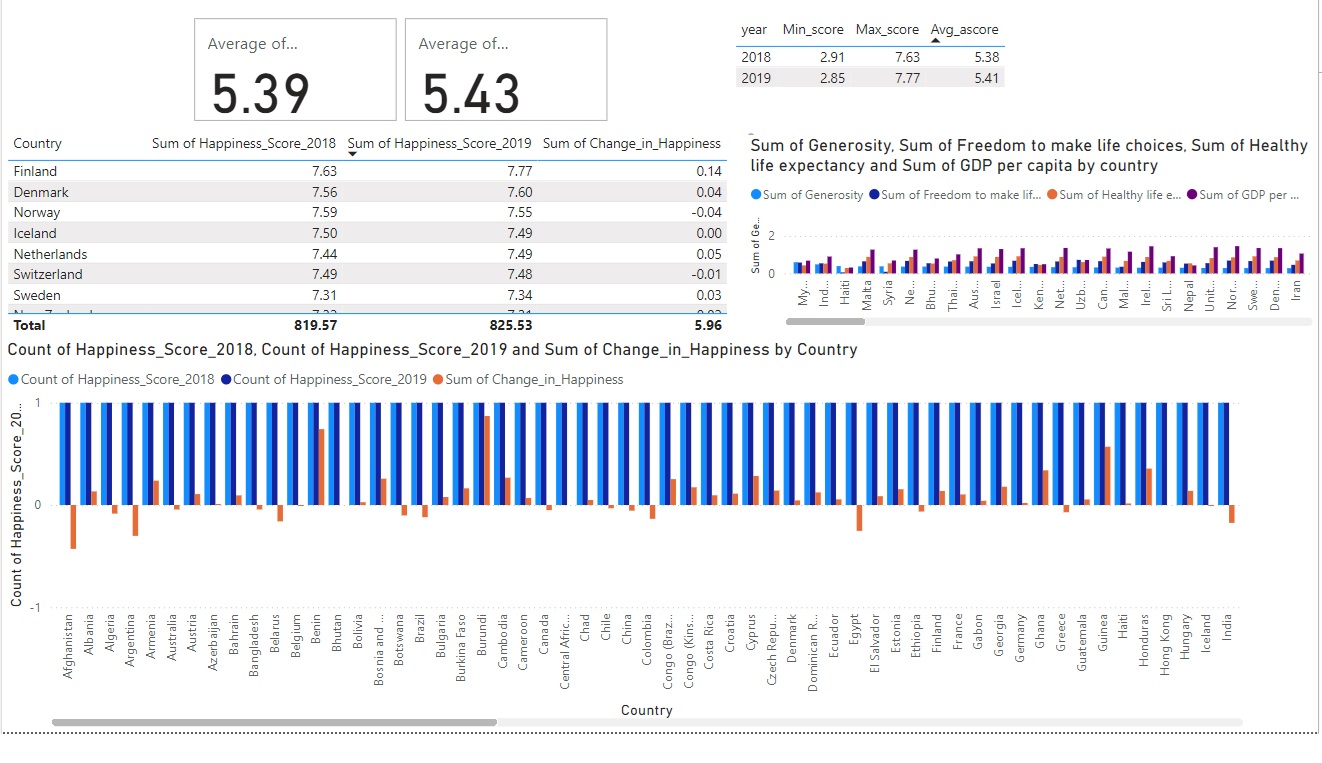 Average of...
5.39
Average of...
5.43
year Min_score Max_score Avg_ascore
2018 2.91 7.63 5.38
2019 2.85 7.77 5.41
Country Sum of Happiness_Score_2018 Sum of Happiness_Score_2019 Sum of Change_in_Happiness
Finland 7.63 7.77 0.14
Denmark 7.56 7.60 0.04
Norway 7.59 7.55 -0.04
Iceland 7.50 7.49 0.00
Netherlands 7.44 7.49 0.05
Switzerland 7.49 7.48 -0.01
Sweden 7.31 7.34 0.03
Total 819.57 825.53 5.96
Sum of Generosity, Sum of Freedom to make life choices, Sum of Healthy
life expectancy and Sum of GDP per capita by country
Sum of Generosity Sum of Freedom to make lif... Sum of Healthy life e... Sum of GDP per ...
Sum of Ge...
2
0
My...
Ind...
Haiti
Malta
Syria
Ne...
Bhu...
Thai...
Aus...
Israel
Icel...
Ken...
Net...
Uzb...
Can...
Mal...
Irel...
Sri L...
Nepal
Unit...
Nor...
Swe...
Den...
Iran
Count of Happiness_Score_2018, Count of Happiness_Score_2019 and Sum of Change_in_Happiness by Country
Count of Happiness_Score_2018 Count of Happiness_Score_2019 Sum of Change_in_Happiness
Count of Happiness_Score_20...
1
0
-1
Afghanistan
Albania
Algeria
Argentina
Armenia
Australia
Austria
Azerbaijan
Bahrain
Bangladesh
Belarus
Belgium
Benin
Bhutan
Bolivia
Bosnia and ...
Botswana
Brazil
Bulgaria
Burkina Faso
Burundi
Cambodia
Cameroon
Canada
Central Afric...
Chad
Chile
China
Colombia
Congo (Braz...
Congo (Kins...
Costa Rica
Croatia
Cyprus
Czech Repu...
Denmark
Dominican R...
Ecuador
Egypt
El Salvador
Estonia
Ethiopia
Finland
France
Gabon
Georgia
Germany
Ghana
Greece
Guatemala
Guinea
Haiti
Honduras
Hong Kong
Hungary
Iceland
India
Country